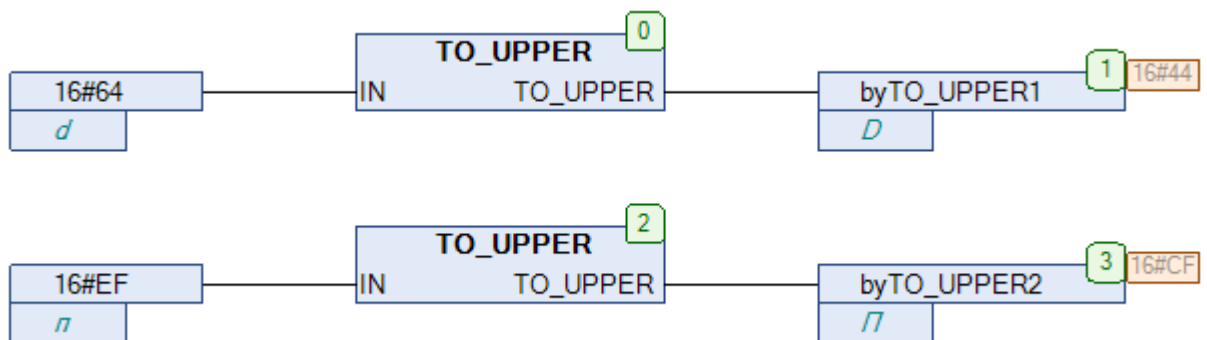 0
TO_UPPER
1 16#44
16#64 IN TO_UPPER byTO_UPPER1
d D
2
TO_UPPER
3 16#CF
16#EF IN TO_UPPER byTO_UPPER2
п П